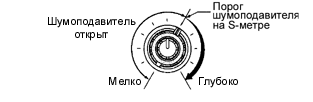 Порог
шумоподавителя
на S-метре
Шумоподавитель
открыт
Мелко
Глубоко